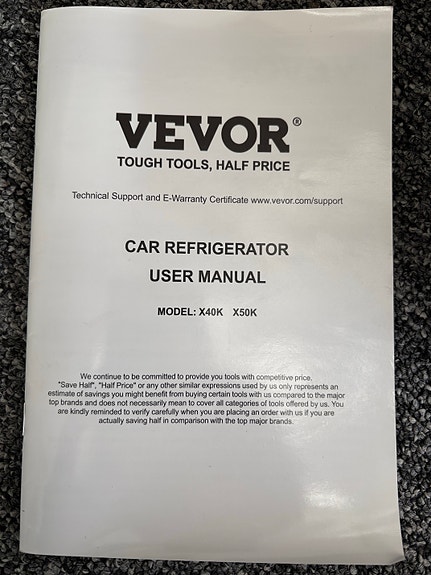 VEVOR®
TOUGH TOOLS, HALF PRICE
Technical Support and E-Warranty Certificate www.vevor.com/support
CAR REFRIGERATOR
USER MANUAL
MODEL: X40K X50K
We continue to be committed to provide you tools with competitive price.
"Save Half", "Half Price" or any other similar expressions used by us only represents an
estimate of savings you might benefit from buying certain tools with us compared to the major
top brands and does not necessarily mean to cover all categories of tools offered by us. You
are kindly reminded to verify carefully when you are placing an order with us if you are
actually saving half in comparison with the top major brands.